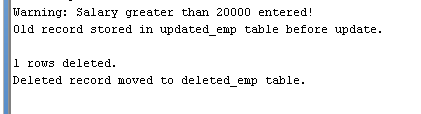 Warning: Salary greater than 20000 entered!
Old record stored in updated_emp table before update.
1 rows deleted.
Deleted record moved to deleted_emp table.